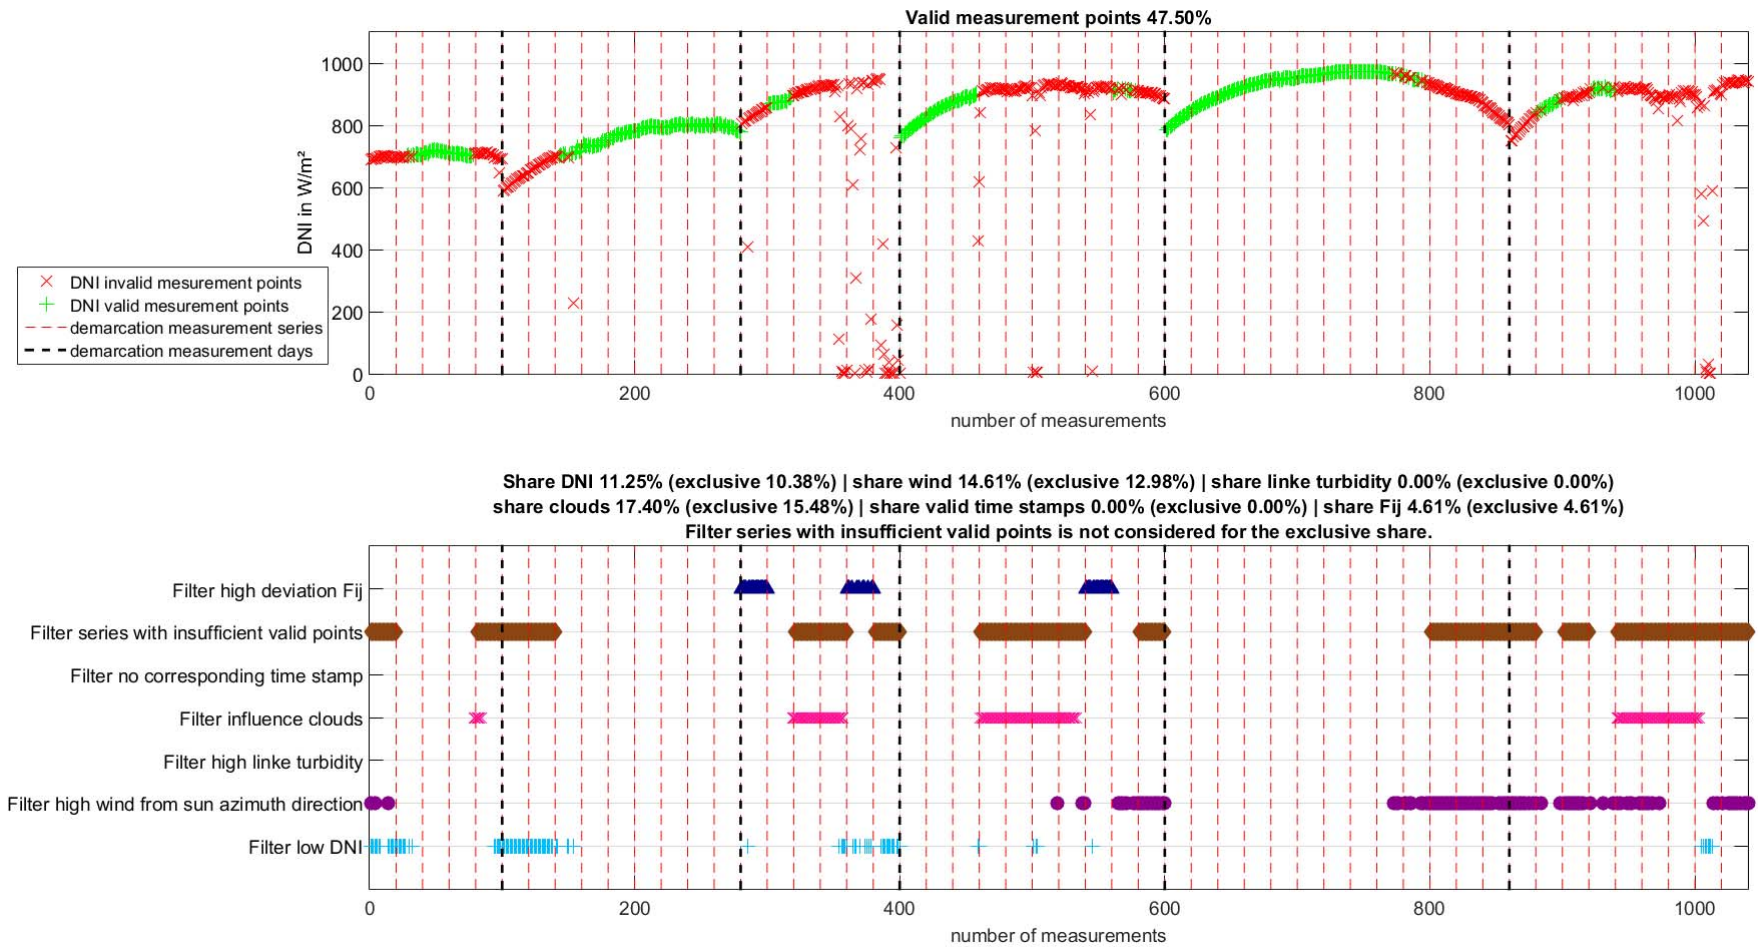 Valid measurement points 47.50%
1000
800
600
400
200
0
DNI in W/m²
0 200 400 600 800 1000
number of measurements
DNI invalid mesurement points
DNI valid mesurement points
demarcation measurement series
demarcation measurement days
Share DNI 11.25% (exclusive 10.38%) | share wind 14.61% (exclusive 12.98%) | share linke turbidity 0.00% (exclusive 0.00%)
share clouds 17.40% (exclusive 15.48%) | share valid time stamps 0.00% (exclusive 0.00%) | share Fij 4.61% (exclusive 4.61%)
Filter series with insufficient valid points is not considered for the exclusive share.
Filter high deviation Fij
Filter series with insufficient valid points
Filter no corresponding time stamp
Filter influence clouds
Filter high linke turbidity
Filter high wind from sun azimuth direction
Filter low DNI
0 200 400 600 800 1000
number of measurements